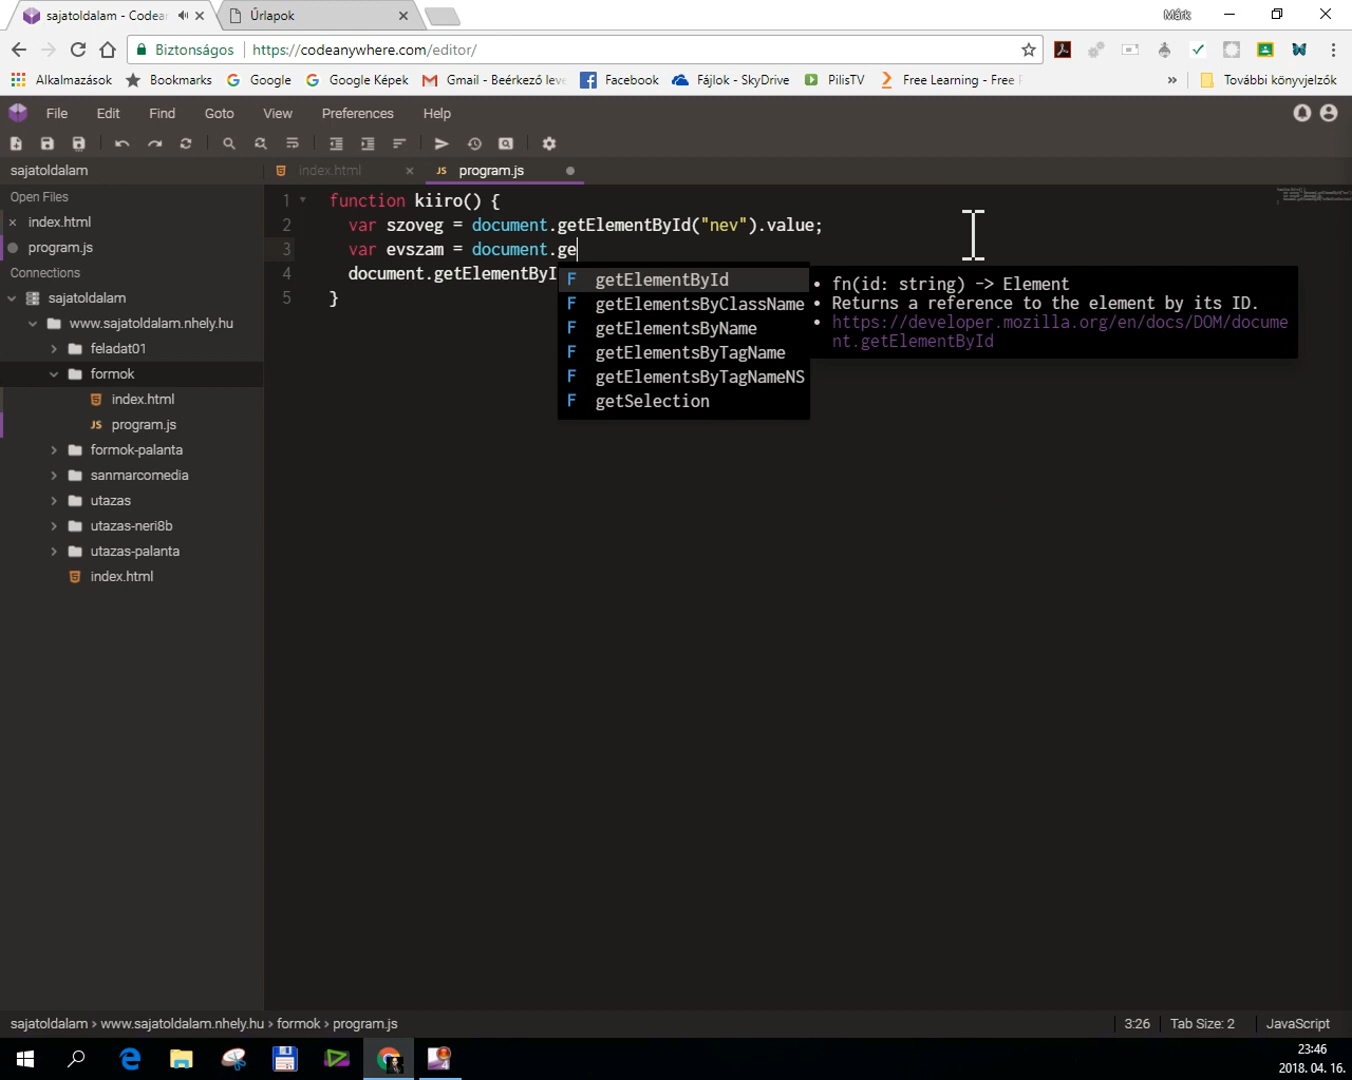 sajatoldalam - Codean
Űrlapok
Márk
Biztonságos
https://codeanywhere.com/editor/
Alkalmazások
Bookmarks
Google
Google Képek
Gmail - Beérkező leve
Facebook
Fájlok - SkyDrive
PilisTV
Free Learning - Free
»
További könyvjelzők
File
Edit
Find
Goto
View
Preferences
Help
sajatoldalam
index.html
JS program.js
Open Files
index.html
program.js
Connections
sajatoldalam
www.sajatoldalam.nhely.hu
feladat01
formok
index.html
JS program.js
formok-palanta
sanmarcomedia
utazas
utazas-neri8b
utazas-palanta
index.html
1 function kiiro() {
2 var szoveg = document.getElementById("nev").value;
3 var evszam = document.ge
4 document.getElementByI
5 }
F getElementById
F getElementsByClassName
F getElementsByName
F getElementsByTagName
F getElementsByTagNameNS
F getSelection
• fn(id: string) -> Element
• Returns a reference to the element by its ID.
• https://developer.mozilla.org/en/docs/DOM/docume
nt.getElementById
sajatoldalam › www.sajatoldalam.nhely.hu › formok › program.js
3:26
Tab Size: 2
JavaScript
23:46
2018. 04. 16.